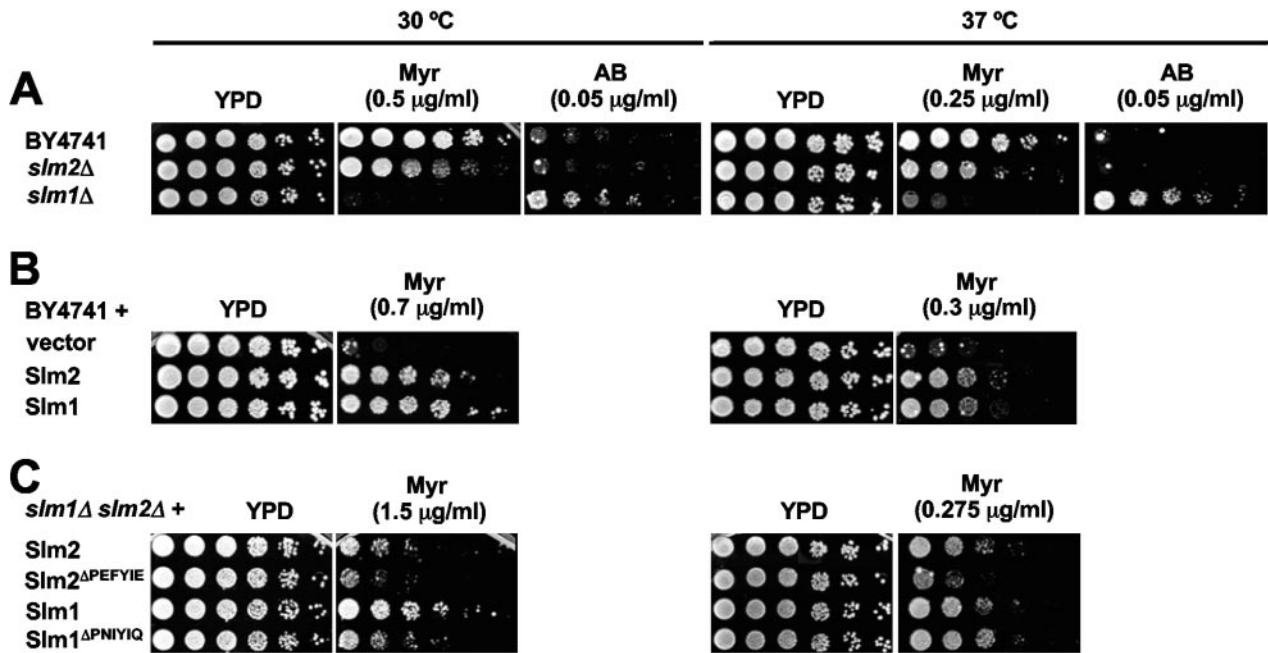 30 ºC 37 ºC
A
YPD Myr (0.5 μg/ml) AB (0.05 μg/ml) YPD Myr (0.25 μg/ml) AB (0.05 μg/ml)
BY4741
slm2Δ
slm1Δ
B
BY4741 + YPD Myr (0.7 μg/ml) YPD Myr (0.3 μg/ml)
vector
Slm2
Slm1
C
slm1Δ slm2Δ + YPD Myr (1.5 μg/ml) YPD Myr (0.275 μg/ml)
Slm2
Slm2ΔPEFYIE
Slm1
Slm1ΔPNIYIQ